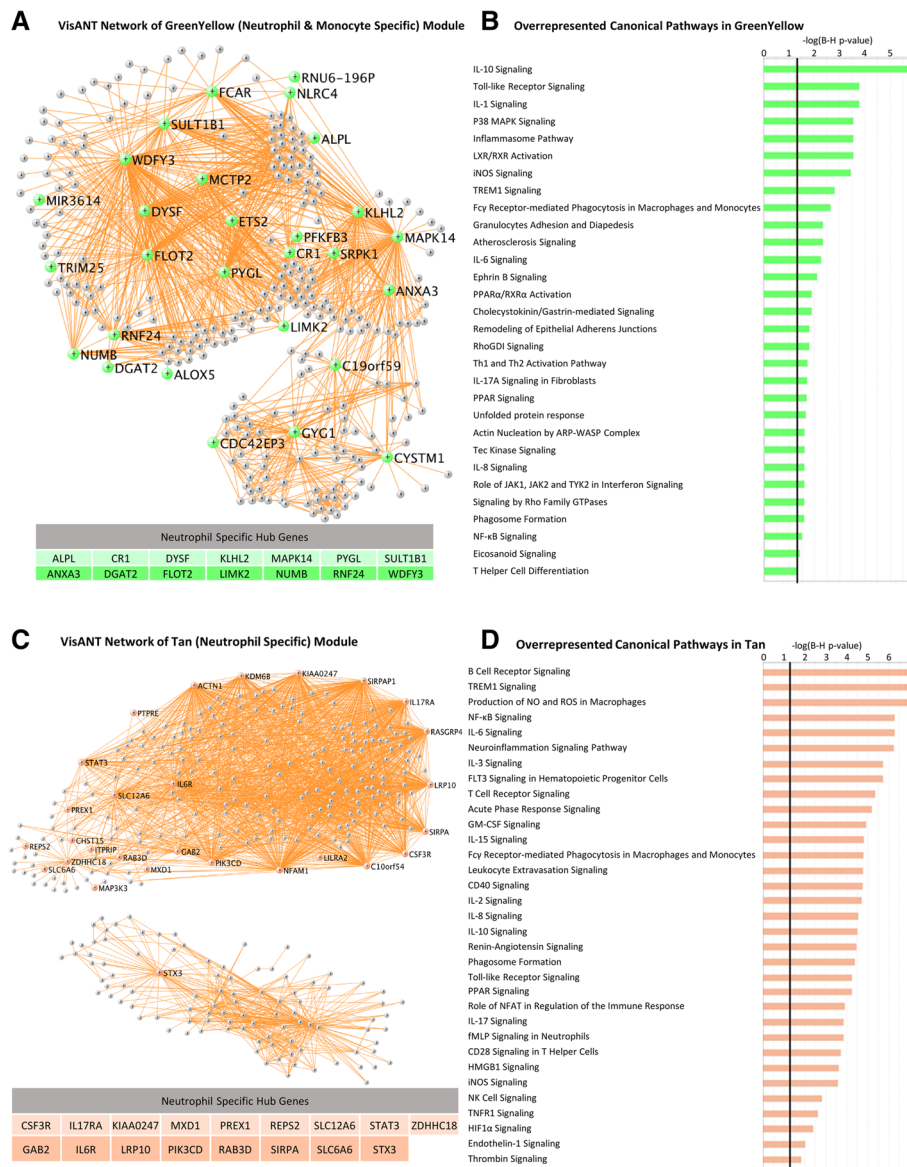 A VisANT Network of GreenYellow (Neutrophil & Monocyte Specific) Module
RNU6-196P
FCAR
NLRC4
SULT1B1
ALPL
WDFY3
MCTP2
MIR3614
DYSF
KLHL2
ETS2
PFKFB3
MAPK14
FLOT2
CR1
SRPK1
TRIM25
PYGL
ANXA3
LIMK2
RNF24
NUMB
DGAT2
ALOX5
C19orf59
GYG1
CDC42EP3
CYSTM1
Neutrophil Specific Hub Genes
ALPL CR1 DYSF KLHL2 MAPK14 PYGL SULT1B1
ANXA3 DGAT2 FLOT2 LIMK2 NUMB RNF24 WDFY3
B Overrepresented Canonical Pathways in GreenYellow
-log(B-H p-value)
0 1 2 3 4 5
IL-10 Signaling
Toll-like Receptor Signaling
IL-1 Signaling
P38 MAPK Signaling
Inflammasome Pathway
LXR/RXR Activation
iNOS Signaling
TREM1 Signaling
Fcγ Receptor-mediated Phagocytosis in Macrophages and Monocytes
Granulocytes Adhesion and Diapedesis
Atherosclerosis Signaling
IL-6 Signaling
Ephrin B Signaling
PPARα/RXRα Activation
Cholecystokinin/Gastrin-mediated Signaling
Remodeling of Epithelial Adherens Junctions
RhoGDI Signaling
Th1 and Th2 Activation Pathway
IL-17A Signaling in Fibroblasts
PPAR Signaling
Unfolded protein response
Actin Nucleation by ARP-WASP Complex
Tec Kinase Signaling
IL-8 Signaling
Role of JAK1, JAK2 and TYK2 in Interferon Signaling
Signaling by Rho Family GTPases
Phagosome Formation
NF-κB Signaling
Eicosanoid Signaling
T Helper Cell Differentiation
C VisANT Network of Tan (Neutrophil Specific) Module
KDM6B
KIAA0247
ACTN1
SIRPAP1
IL17RA
PTPRE
RASGRP4
STAT3
IL6R
LRP10
SLC12A6
PREX1
SIRPA
CHST15
REPS2
ITPRIP
GAB2
RAB3D
CSF3R
ZDHHC18
PIK3CD
LILRA2
SLC6A6
MXD1
NFAM1
C10orf54
MAP3K3
STX3
Neutrophil Specific Hub Genes
CSF3R IL17RA KIAA0247 MXD1 PREX1 REPS2 SLC12A6 STAT3 ZDHHC18
GAB2 IL6R LRP10 PIK3CD RAB3D SIRPA SLC6A6 STX3
D Overrepresented Canonical Pathways in Tan
-log(B-H p-value)
0 1 2 3 4 5 6
B Cell Receptor Signaling
TREM1 Signaling
Production of NO and ROS in Macrophages
NF-κB Signaling
IL-6 Signaling
Neuroinflammation Signaling Pathway
IL-3 Signaling
FLT3 Signaling in Hematopoietic Progenitor Cells
T Cell Receptor Signaling
Acute Phase Response Signaling
GM-CSF Signaling
IL-15 Signaling
Fcγ Receptor-mediated Phagocytosis in Macrophages and Monocytes
Leukocyte Extravasation Signaling
CD40 Signaling
IL-2 Signaling
IL-8 Signaling
IL-10 Signaling
Renin-Angiotensin Signaling
Phagosome Formation
Toll-like Receptor Signaling
PPAR Signaling
Role of NFAT in Regulation of the Immune Response
IL-17 Signaling
fMLP Signaling in Neutrophils
CD28 Signaling in T Helper Cells
HMGB1 Signaling
iNOS Signaling
NK Cell Signaling
TNFR1 Signaling
HIF1α Signaling
Endothelin-1 Signaling
Thrombin Signaling